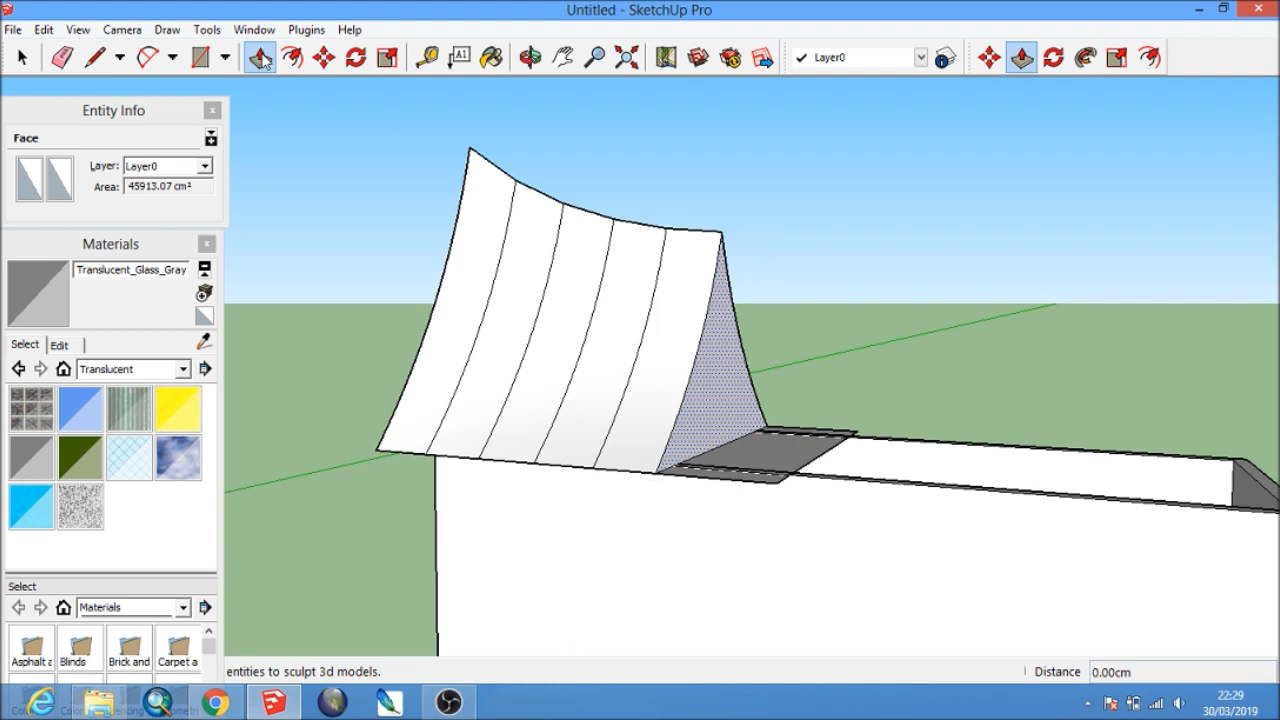 Untitled - SketchUp Pro
File Edit View Camera Draw Tools Window Plugins Help
A1
Layer0
Entity Info
Face
Layer: Layer0
Area: 45913.07 cm²
Materials
Translucent_Glass_Gray
Select Edit
Translucent
Select
Materials
Asphalt a Blinds Brick and Carpet a
entities to sculpt 3d models.
Distance 0.00cm
22:29
30/03/2019